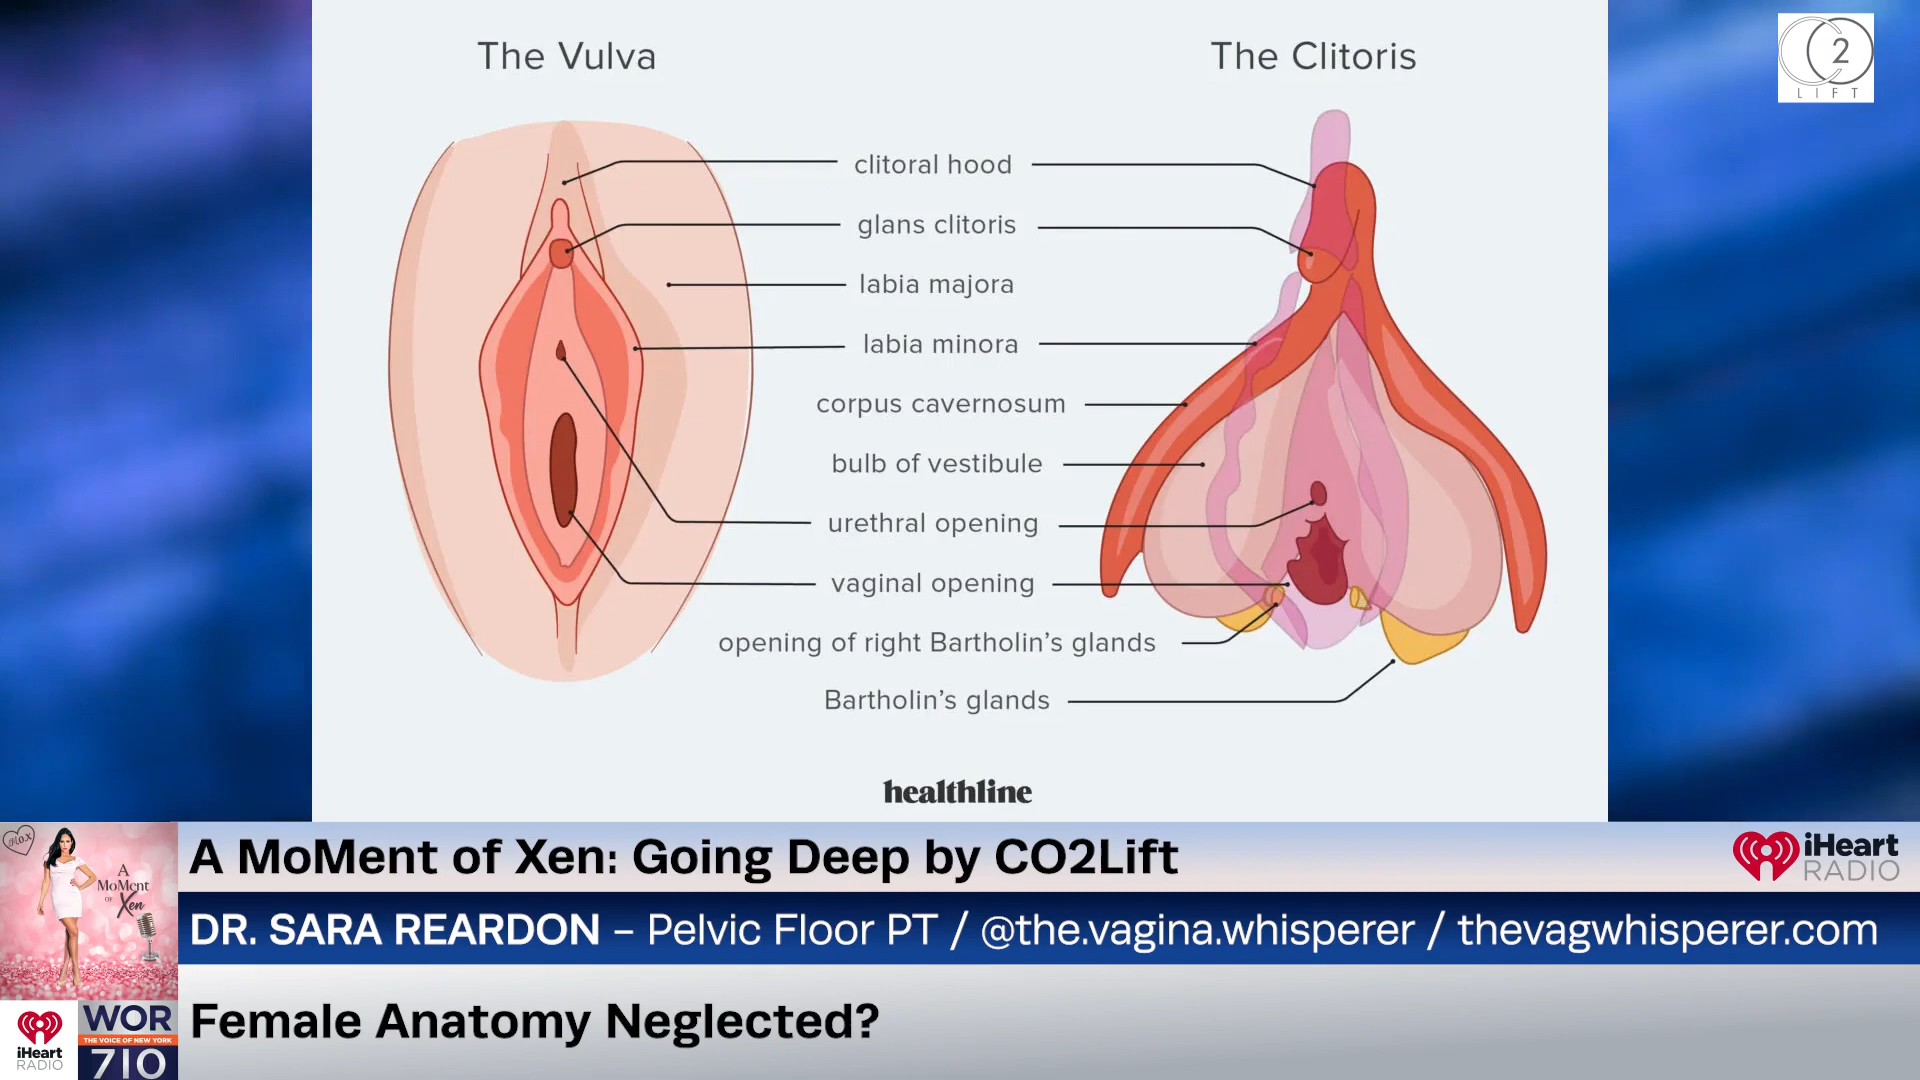 The Vulva
The Clitoris
CO2
LIFT
clitoral hood
glans clitoris
labia majora
labia minora
corpus cavernosum
bulb of vestibule
urethral opening
vaginal opening
opening of right Bartholin's glands
Bartholin's glands
healthline
M.O.X
A
MoMent
OF Xen
A MoMent of Xen: Going Deep by CO2Lift
iHeart
RADIO
DR. SARA REARDON – Pelvic Floor PT / @the.vagina.whisperer / thevagwhisperer.com
iHeart
RADIO
WOR
THE VOICE OF NEW YORK
710
Female Anatomy Neglected?